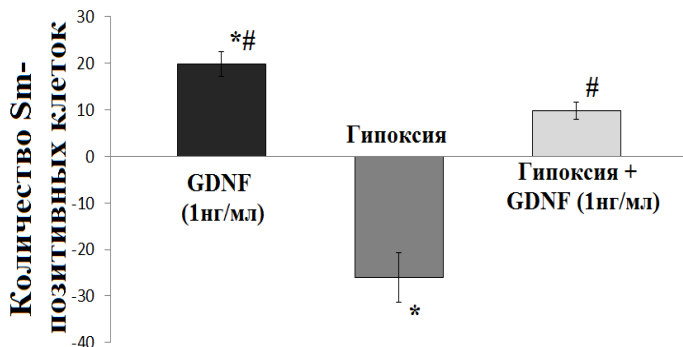 Количество Sm-
позитивных клеток
30
20
10
0
-10
-20
-30
-40
*#
GDNF
(1нг/мл)
Гипоксия
*
#
Гипоксия +
GDNF (1нг/мл)